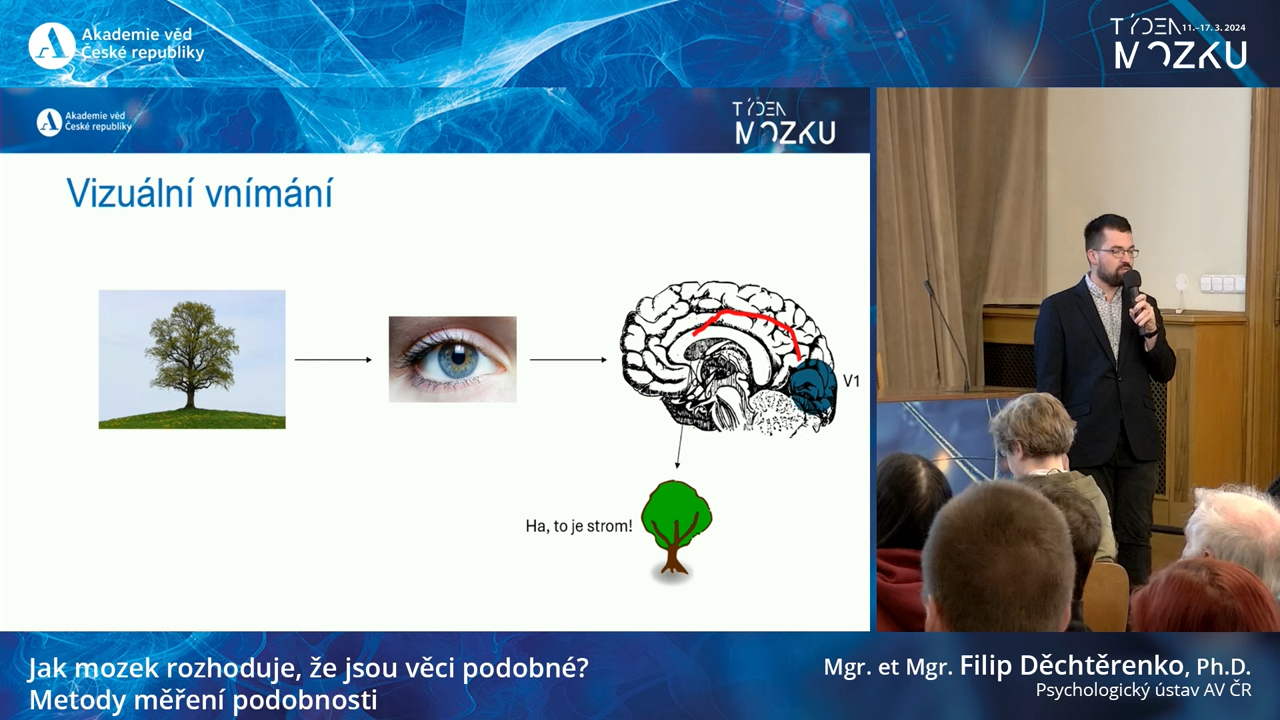 Akademie věd
České republiky
TÝDEN 11.–17. 3. 2024
MOZKU
Akademie věd
České republiky
TÝDEN
MOZKU
Vizuální vnímání
V1
Ha, to je strom!
Jak mozek rozhoduje, že jsou věci podobné?
Metody měření podobnosti
Mgr. et Mgr. Filip Děchtěrenko, Ph.D.
Psychologický ústav AV ČR